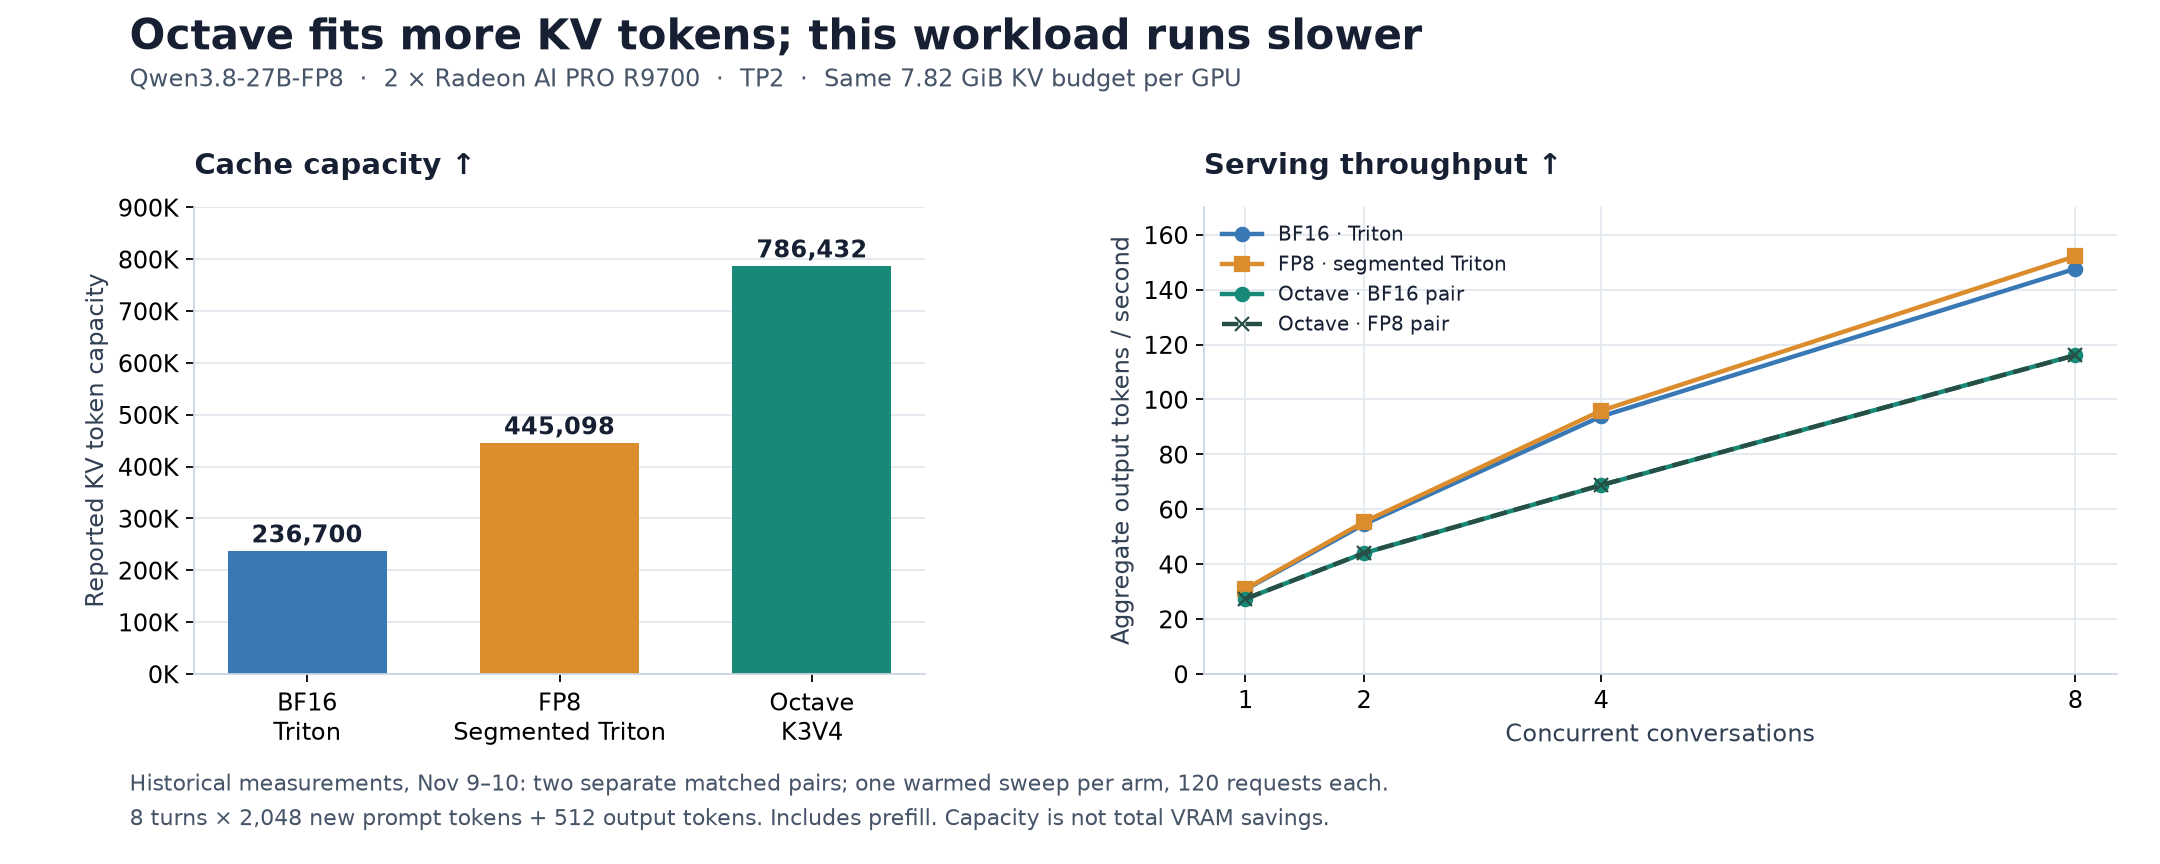 Octave fits more KV tokens; this workload runs slower
Qwen3.8-27B-FP8 · 2 × Radeon AI PRO R9700 · TP2 · Same 7.82 GiB KV budget per GPU
Cache capacity ↑
Reported KV token capacity
900K
800K
700K
600K
500K
400K
300K
200K
100K
0K
236,700
445,098
786,432
BF16
Triton
FP8
Segmented Triton
Octave
K3V4
Serving throughput ↑
Aggregate output tokens / second
160
140
120
100
80
60
40
20
0
BF16 · Triton
FP8 · segmented Triton
Octave · BF16 pair
Octave · FP8 pair
1
2
4
8
Concurrent conversations
Historical measurements, Nov 9–10: two separate matched pairs; one warmed sweep per arm, 120 requests each.
8 turns × 2,048 new prompt tokens + 512 output tokens. Includes prefill. Capacity is not total VRAM savings.